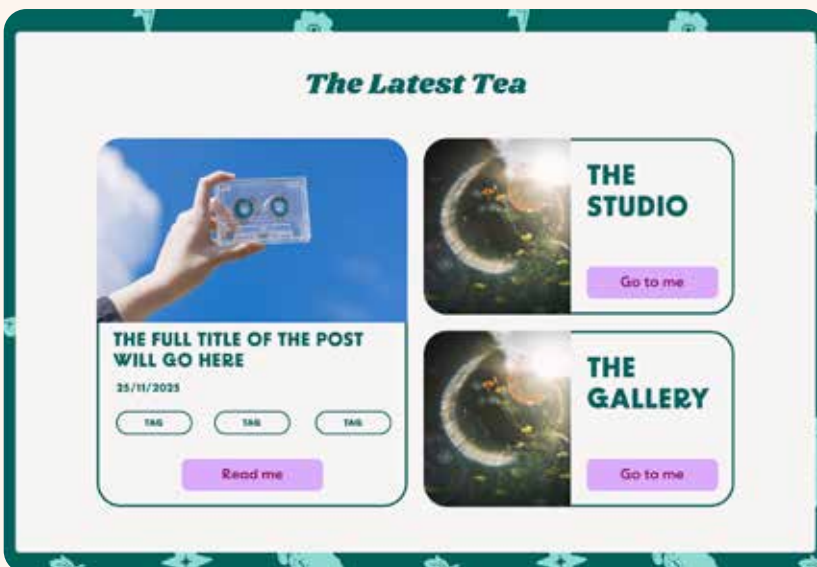 The Latest Tea
THE FULL TITLE OF THE POST
WILL GO HERE
25/11/2025
TAG
TAG
TAG
Read me
THE
STUDIO
Go to me
THE
GALLERY
Go to me